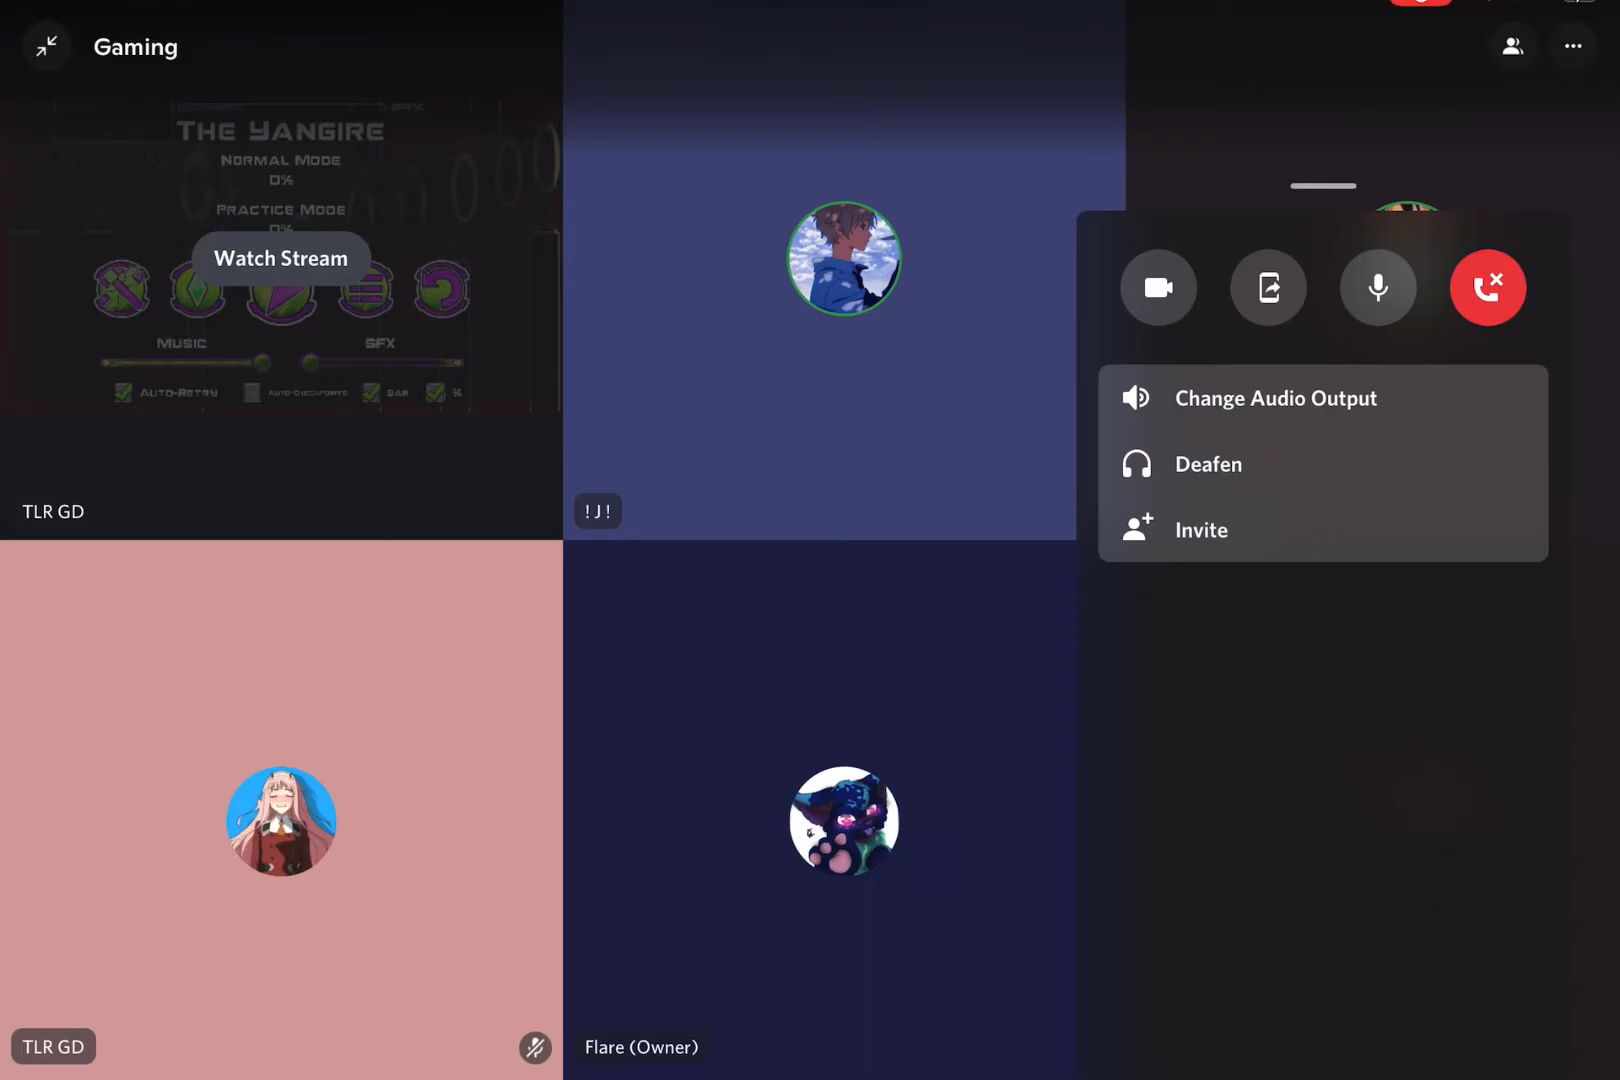 Gaming
THE YANGIRE
NORMAL MODE
0%
PRACTICE MODE
0%
Watch Stream
MUSIC
SFX
AUTO-RETRY
AUTO-CHECKPOINTS
BAR
%
TLR GD
! J !
Change Audio Output
Deafen
Invite
TLR GD
Flare (Owner)